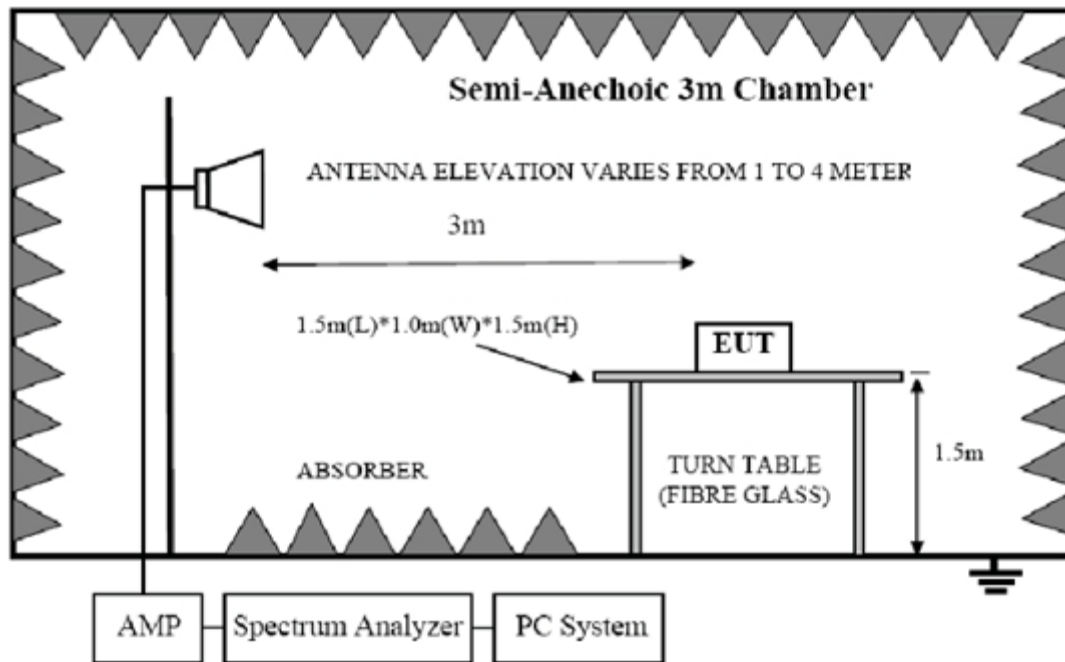 Semi-Anechoic 3m Chamber
ANTENNA ELEVATION VARIES FROM 1 TO 4 METER
3m
1.5m(L)*1.0m(W)*1.5m(H)
EUT
ABSORBER
TURN TABLE
(FIBRE GLASS)
1.5m
AMP
Spectrum Analyzer
PC System